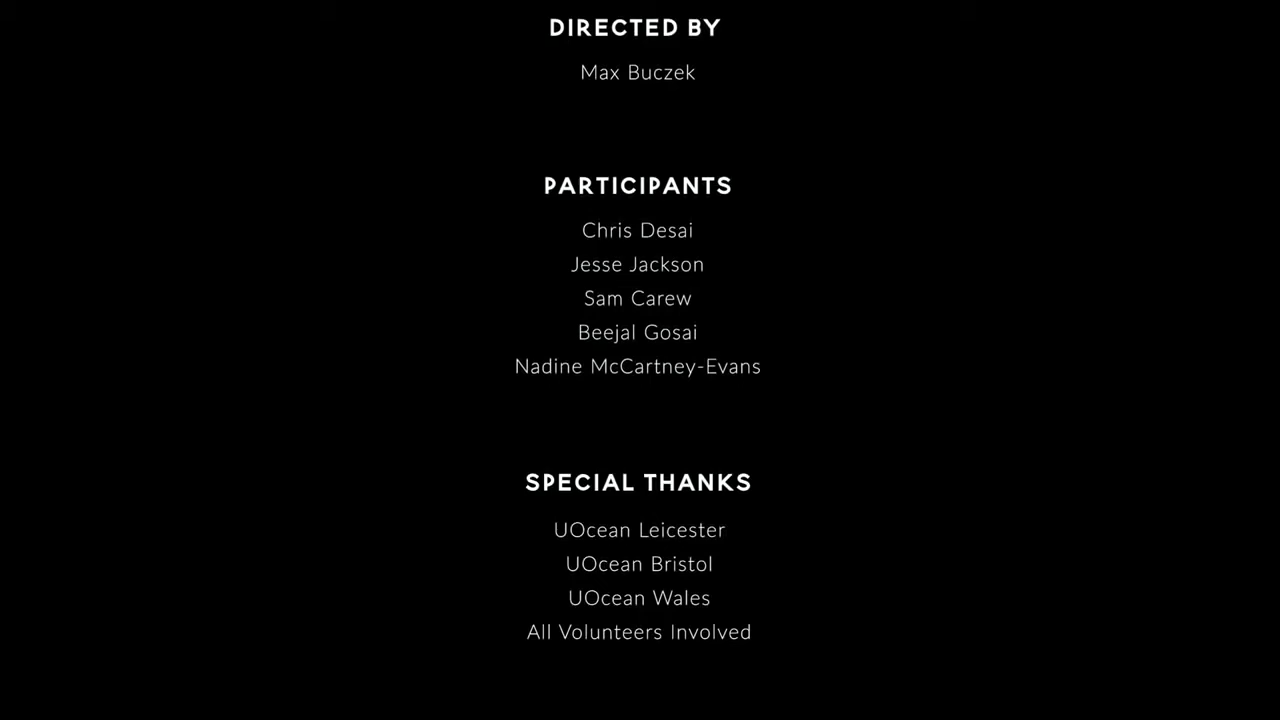 DIRECTED BY
Max Buczek
PARTICIPANTS
Chris Desai
Jesse Jackson
Sam Carew
Beejal Gosai
Nadine McCartney-Evans
SPECIAL THANKS
UOcean Leicester
UOcean Bristol
UOcean Wales
All Volunteers Involved